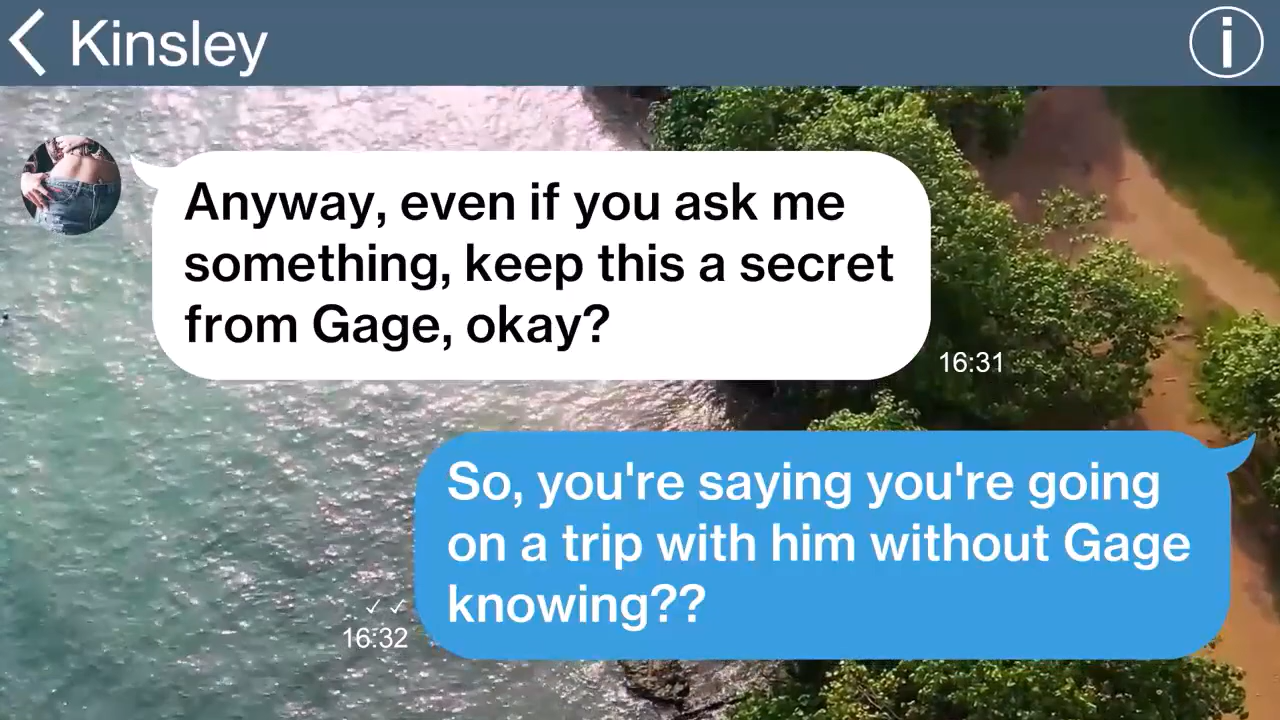 Kinsley
i
Anyway, even if you ask me
something, keep this a secret
from Gage, okay?
16:31
So, you're saying you're going
on a trip with him without Gage
knowing??
16:32